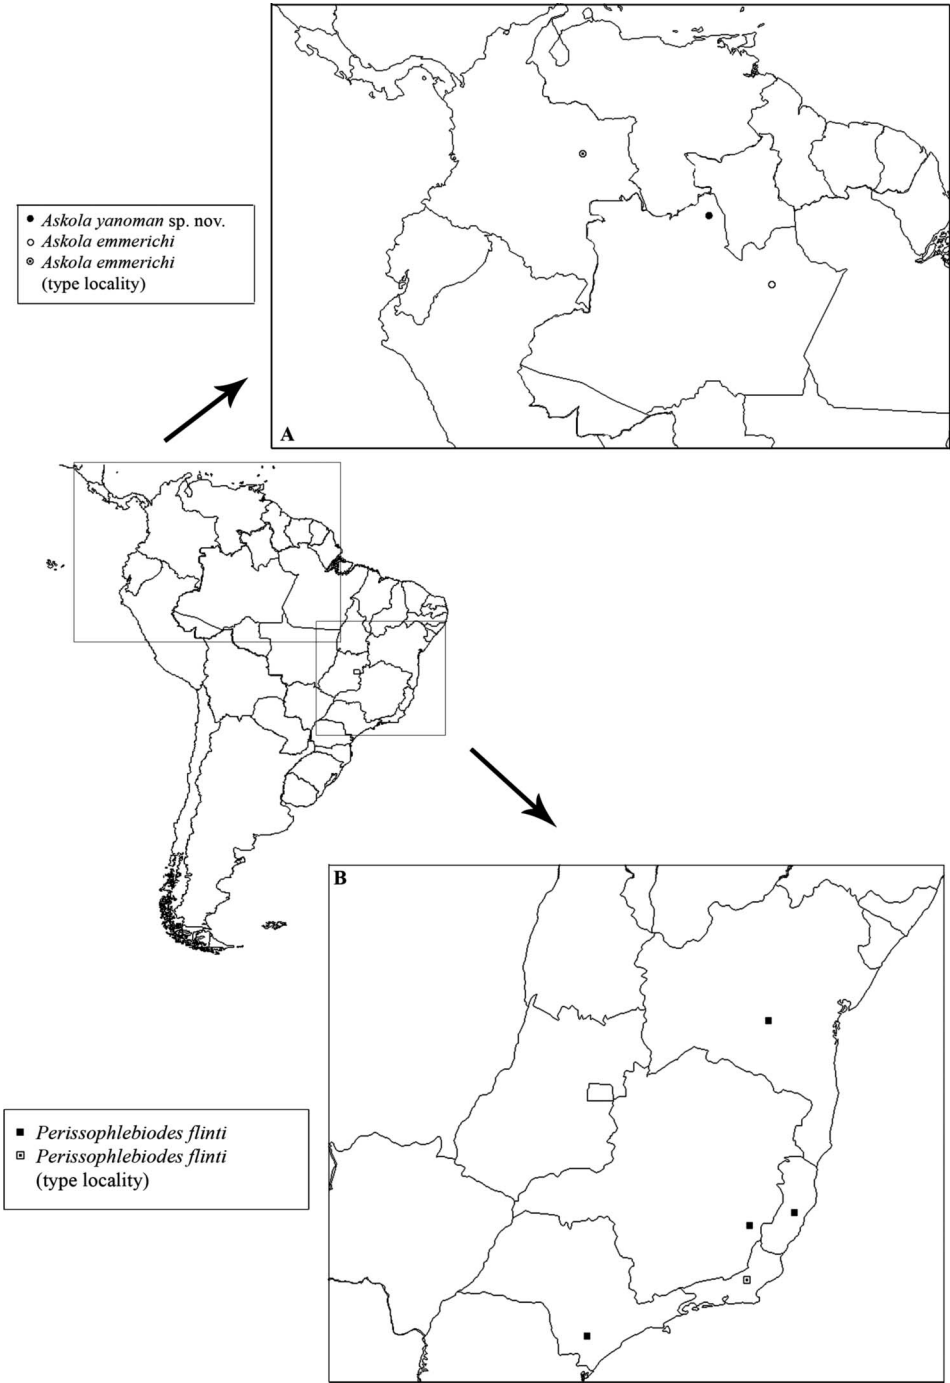 Askola yanoman sp. nov.
Askola emmerichi
Askola emmerichi
(type locality)
A
B
Perissophlebiodes flinti
Perissophlebiodes flinti
(type locality)